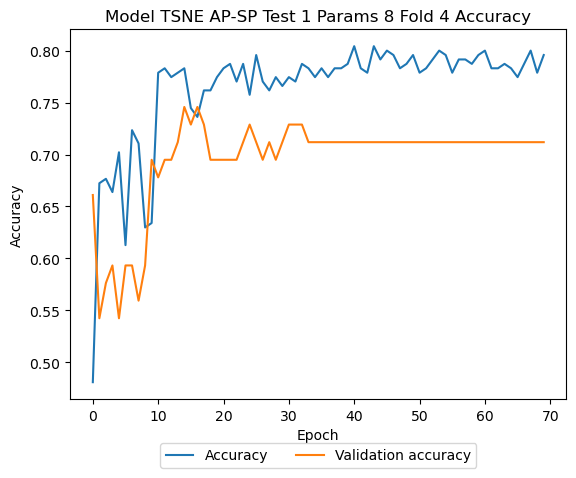 Model TSNE AP-SP Test 1 Params 8 Fold 4 Accuracy
0.80
0.75
0.70
0.65
0.60
0.55
0.50
Accuracy
0 10 20 30 40 50 60 70
Epoch
Accuracy Validation accuracy